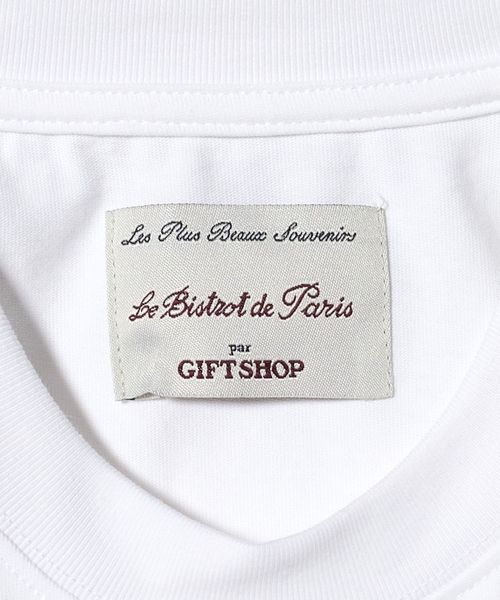 Les Plus Beaux Souvenirs
Le Bistrot de Paris
par
GIFTSHOP